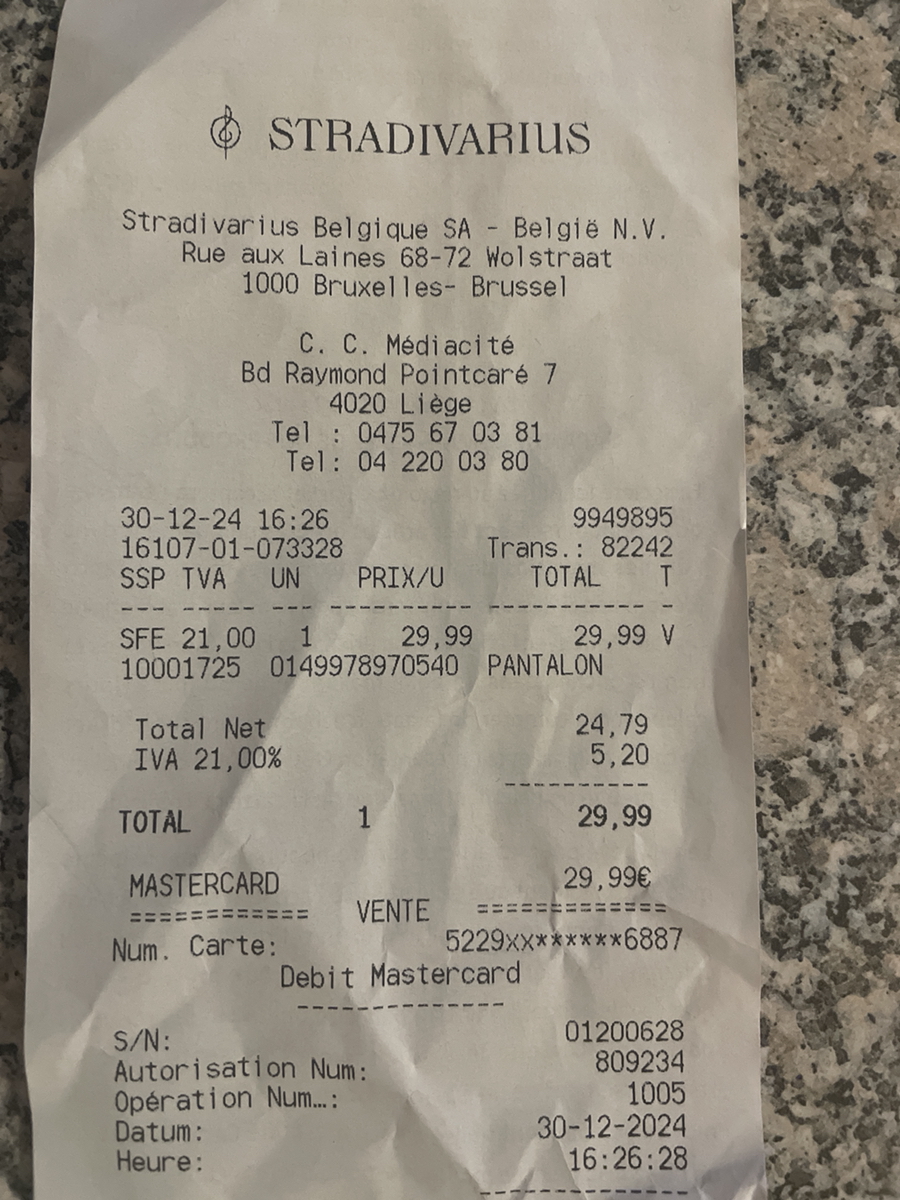 STRADIVARIUS
Stradivarius Belgique SA - België N.V.
Rue aux Laines 68-72 Wolstraat
1000 Bruxelles- Brussel
C. C. Médiacité
Bd Raymond Pointcaré 7
4020 Liège
Tel : 0475 67 03 81
Tel: 04 220 03 80
30-12-24 16:26 9949895
16107-01-073328 Trans.: 82242
SSP TVA UN PRIX/U TOTAL T
--- ----- --- ---------- ----------- -
SFE 21,00 1 29,99 29,99 V
10001725 0149978970540 PANTALON
Total Net 24,79
IVA 21,00% 5,20
----------
TOTAL 1 29,99
MASTERCARD 29,99€
============ VENTE =============
Num. Carte: 5229xx******6887
Debit Mastercard
--------------
S/N: 01200628
Autorisation Num: 809234
Opération Num…: 1005
Datum: 30-12-2024
Heure: 16:26:28
--------------